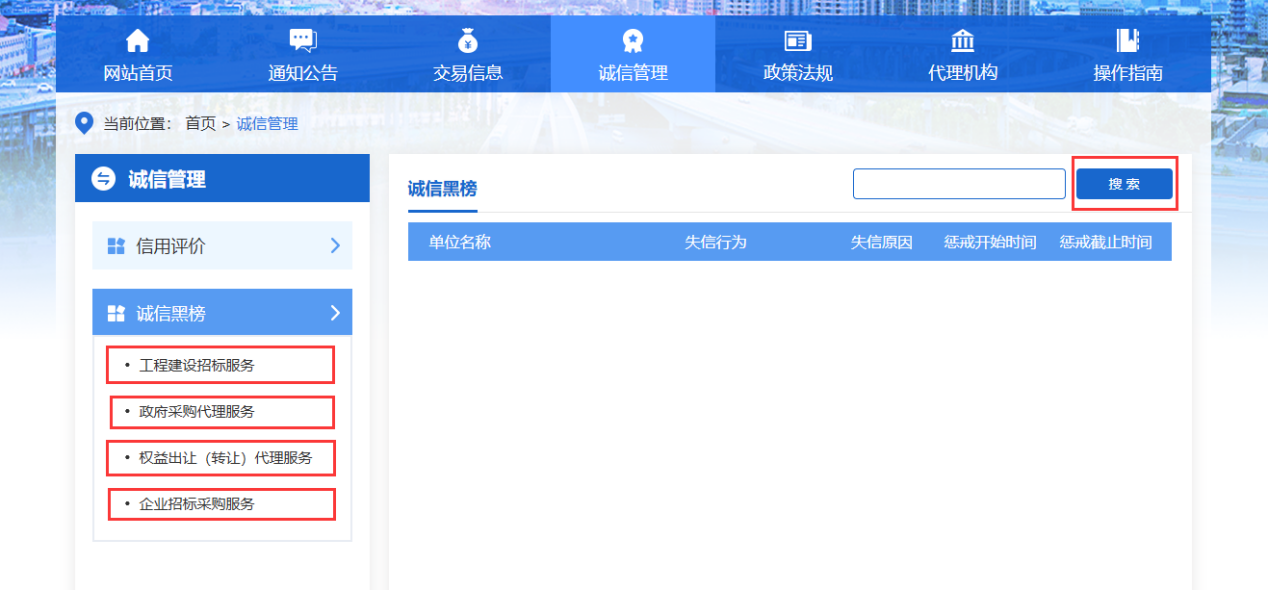 网站首页 通知公告 交易信息 诚信管理 政策法规 代理机构 操作指南
当前位置： 首页 > 诚信管理
诚信管理
信用评价
诚信黑榜
• 工程建设招标服务
• 政府采购代理服务
• 权益出让（转让）代理服务
• 企业招标采购服务
诚信黑榜
搜 索
单位名称 失信行为 失信原因 惩戒开始时间 惩戒截止时间